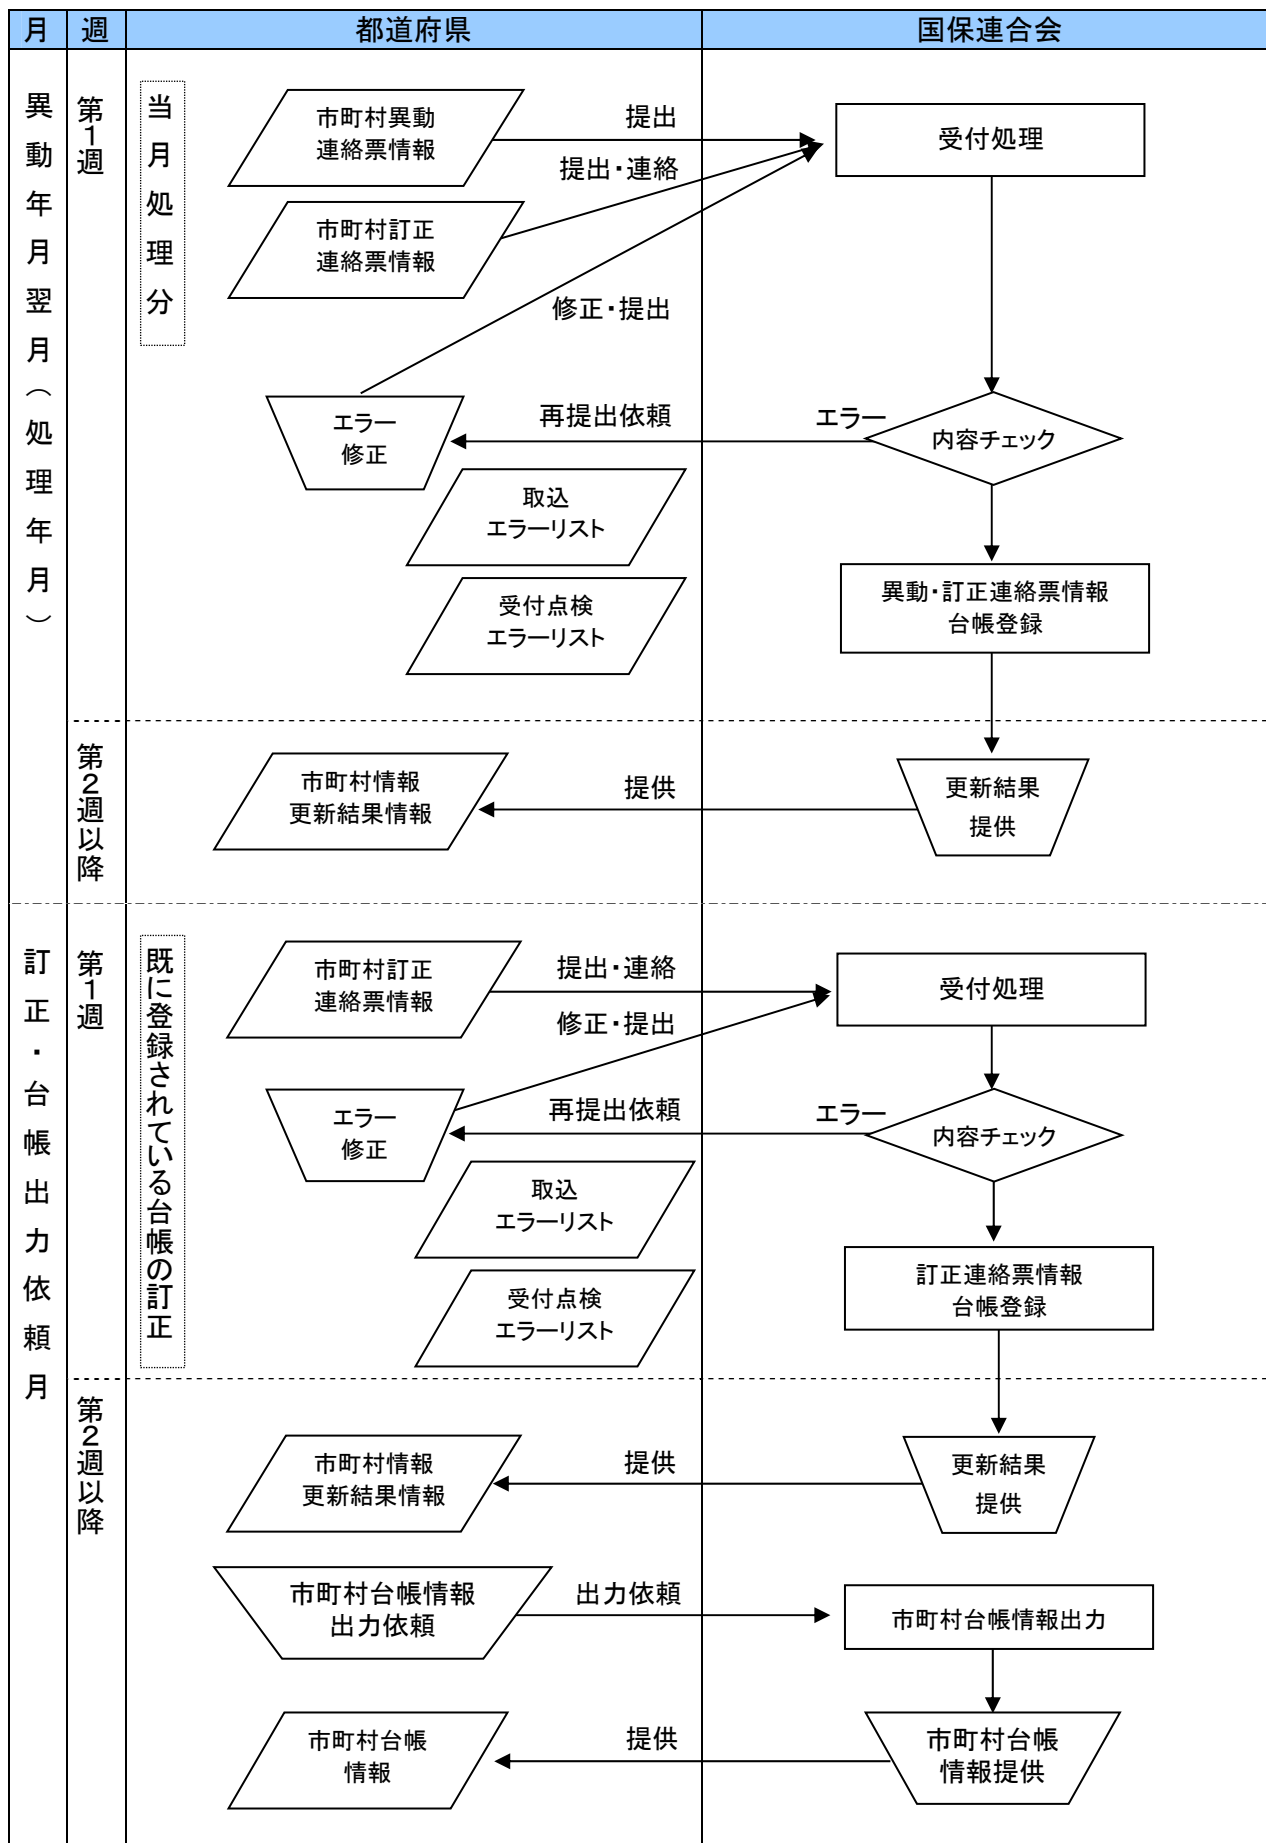 月
週
都道府県
国保連合会
異動年月翌月（処理年月）
第1週
当月処理分
市町村異動
連絡票情報
提出
受付処理
提出・連絡
市町村訂正
連絡票情報
修正・提出
エラー
修正
再提出依頼
エラー
内容チェック
取込
エラーリスト
受付点検
エラーリスト
異動・訂正連絡票情報
台帳登録
第2週以降
市町村情報
更新結果情報
提供
更新結果
提供
訂正・台帳出力依頼月
第1週
既に登録されている台帳の訂正
市町村訂正
連絡票情報
提出・連絡
受付処理
修正・提出
エラー
修正
再提出依頼
エラー
内容チェック
取込
エラーリスト
受付点検
エラーリスト
訂正連絡票情報
台帳登録
第2週以降
市町村情報
更新結果情報
提供
更新結果
提供
市町村台帳情報
出力依頼
出力依頼
市町村台帳情報出力
市町村台帳
情報
提供
市町村台帳
情報提供